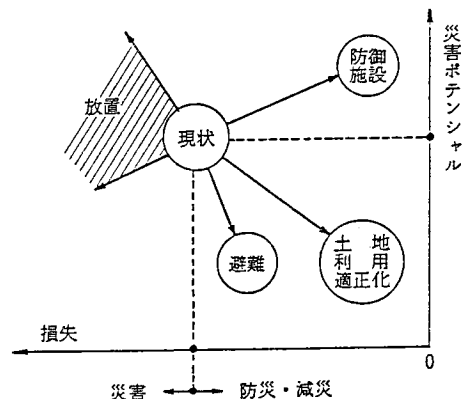 防御
施設
災害ポテンシャル
放置
現状
避難
土地
利用
適正化
損失
0
災害
防災・減災